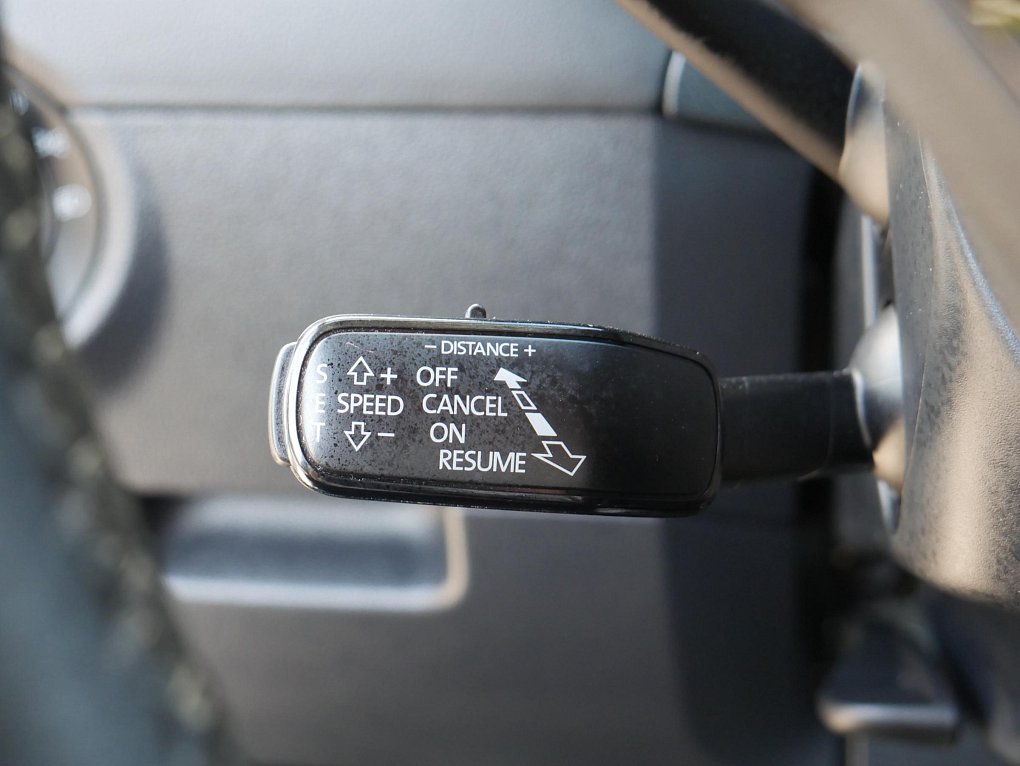 − DISTANCE +
S + OFF
E SPEED CANCEL
T − ON
RESUME